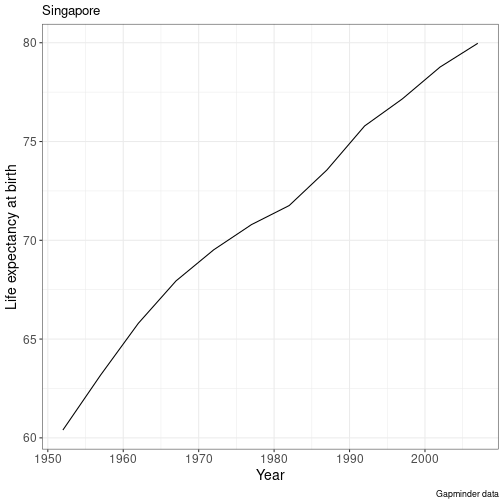 Singapore
80
75
70
65
60
Life expectancy at birth
1950 1960 1970 1980 1990 2000
Year
Gapminder data